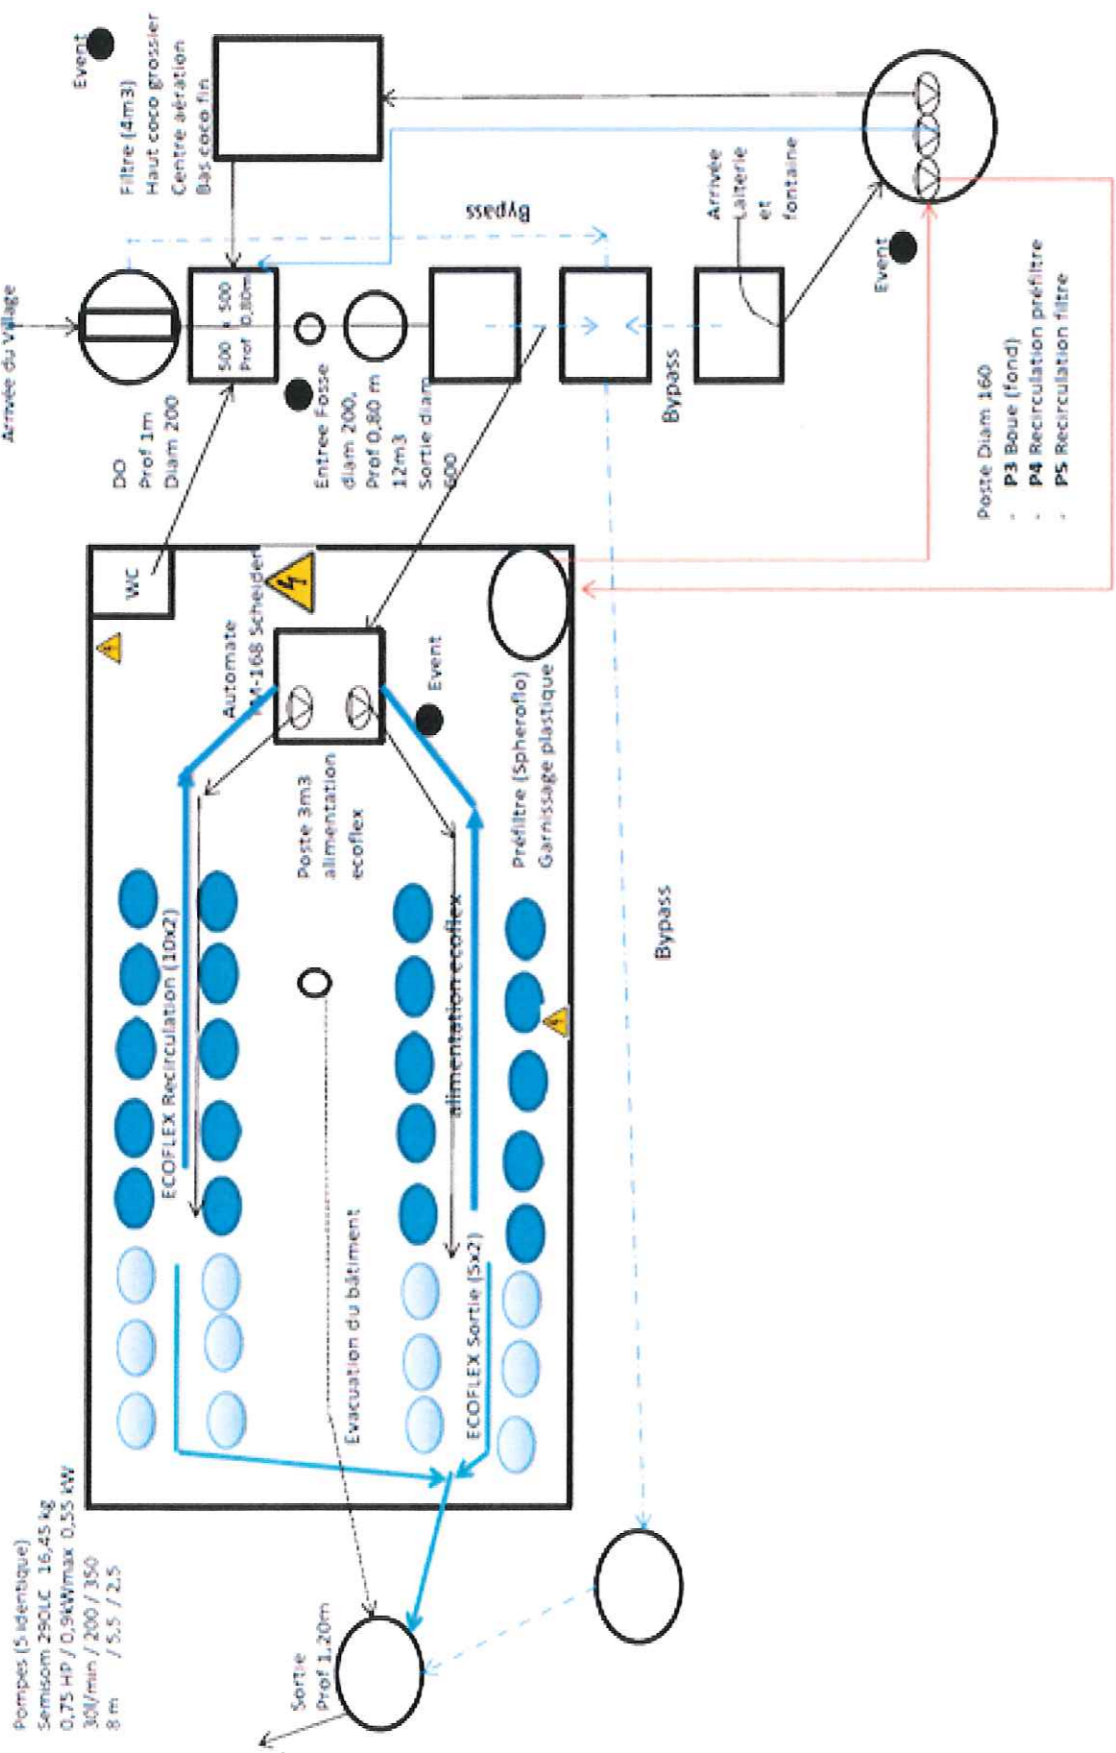 Pompes (5 identique)
Semisom 290LC 16,45 kg
0,75 HP / 0,9kWmax 0,55 kW
30l/min / 200 / 350
8 m / 5,5 / 2,5
Sortie
Prof 1.20m
Evacuation du bâtiment
ECOFLEX Recirculation (10x2)
ECOFLEX Sortie (5x2)
alimentation ecoflex
Poste 3m3
alimentation
ecoflex
Préfiltre (Spheroflo)
Garnissage plastique
Event
Automate
M-168 Scheider
WC
Bypass
Arrivée du Village
DO
Prof 1m
Diam 200
500 x 500
Prof 0,80m
Entree Fosse
diam 200,
Prof 0,80 m
12m3
Sortie diam
600
Bypass
Bypass
Event
Filtre (4m3)
Haut coco grossier
Centre aération
Bas coco fin
Arrivée
Laiterie
et
fontaine
Event
Poste Diam 160
- P3 Boue (fond)
- P4 Recirculation préfiltre
- P5 Recirculation filtre